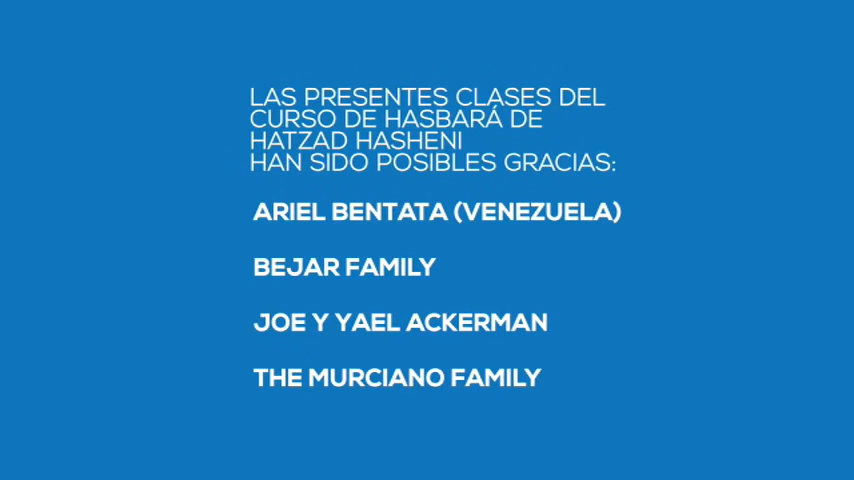 LAS PRESENTES CLASES DEL
CURSO DE HASBARÁ DE
HATZAD HASHENI
HAN SIDO POSIBLES GRACIAS:
ARIEL BENTATA (VENEZUELA)
BEJAR FAMILY
JOE Y YAEL ACKERMAN
THE MURCIANO FAMILY